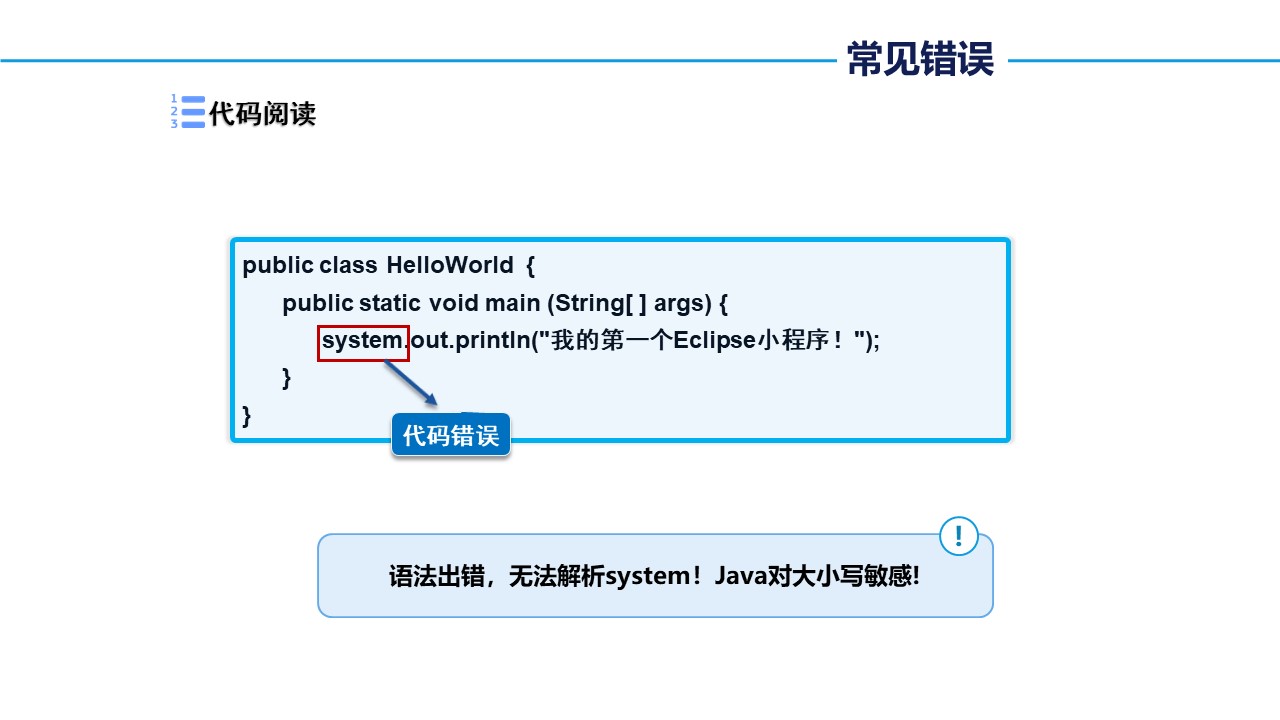 常见错误
1
2
3
代码阅读
public class HelloWorld {
public static void main (String[ ] args) {
system.out.println("我的第一个Eclipse小程序！");
}
}
代码错误
!
语法出错，无法解析system！Java对大小写敏感!